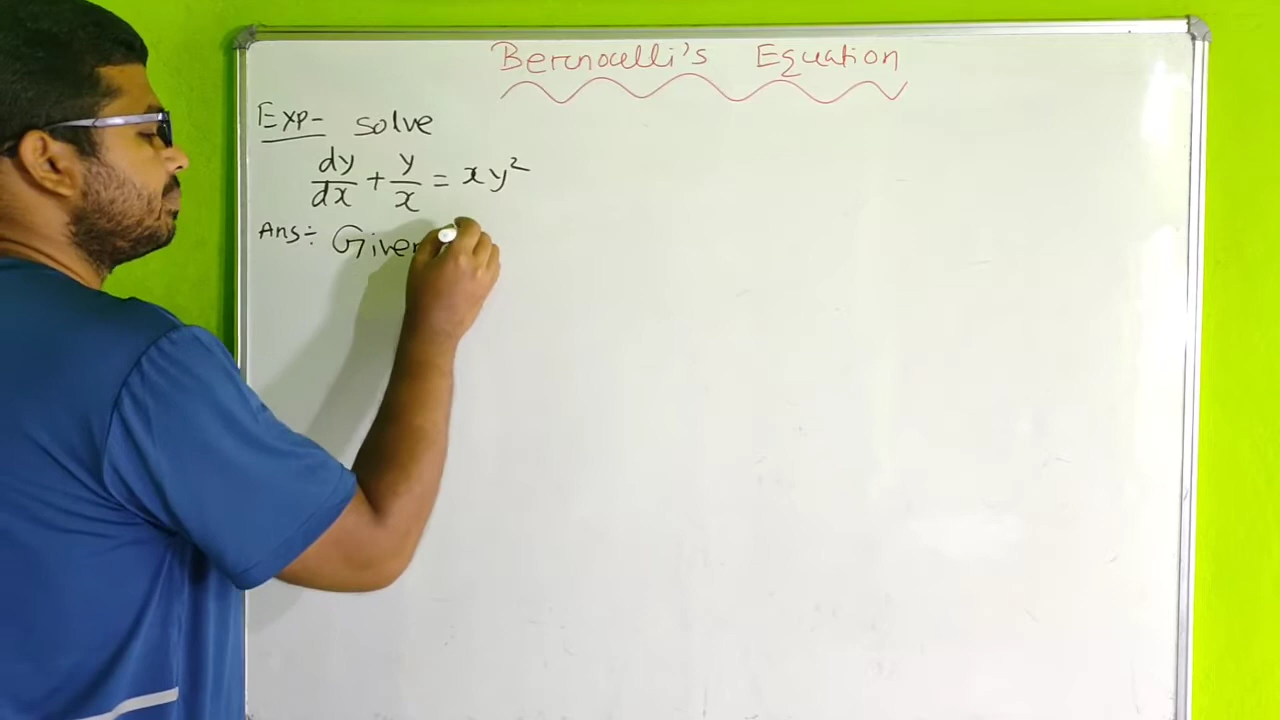 Bernoulli's Equation
Exp- solve
dy/dx + y/x = xy²
Ans÷ Given